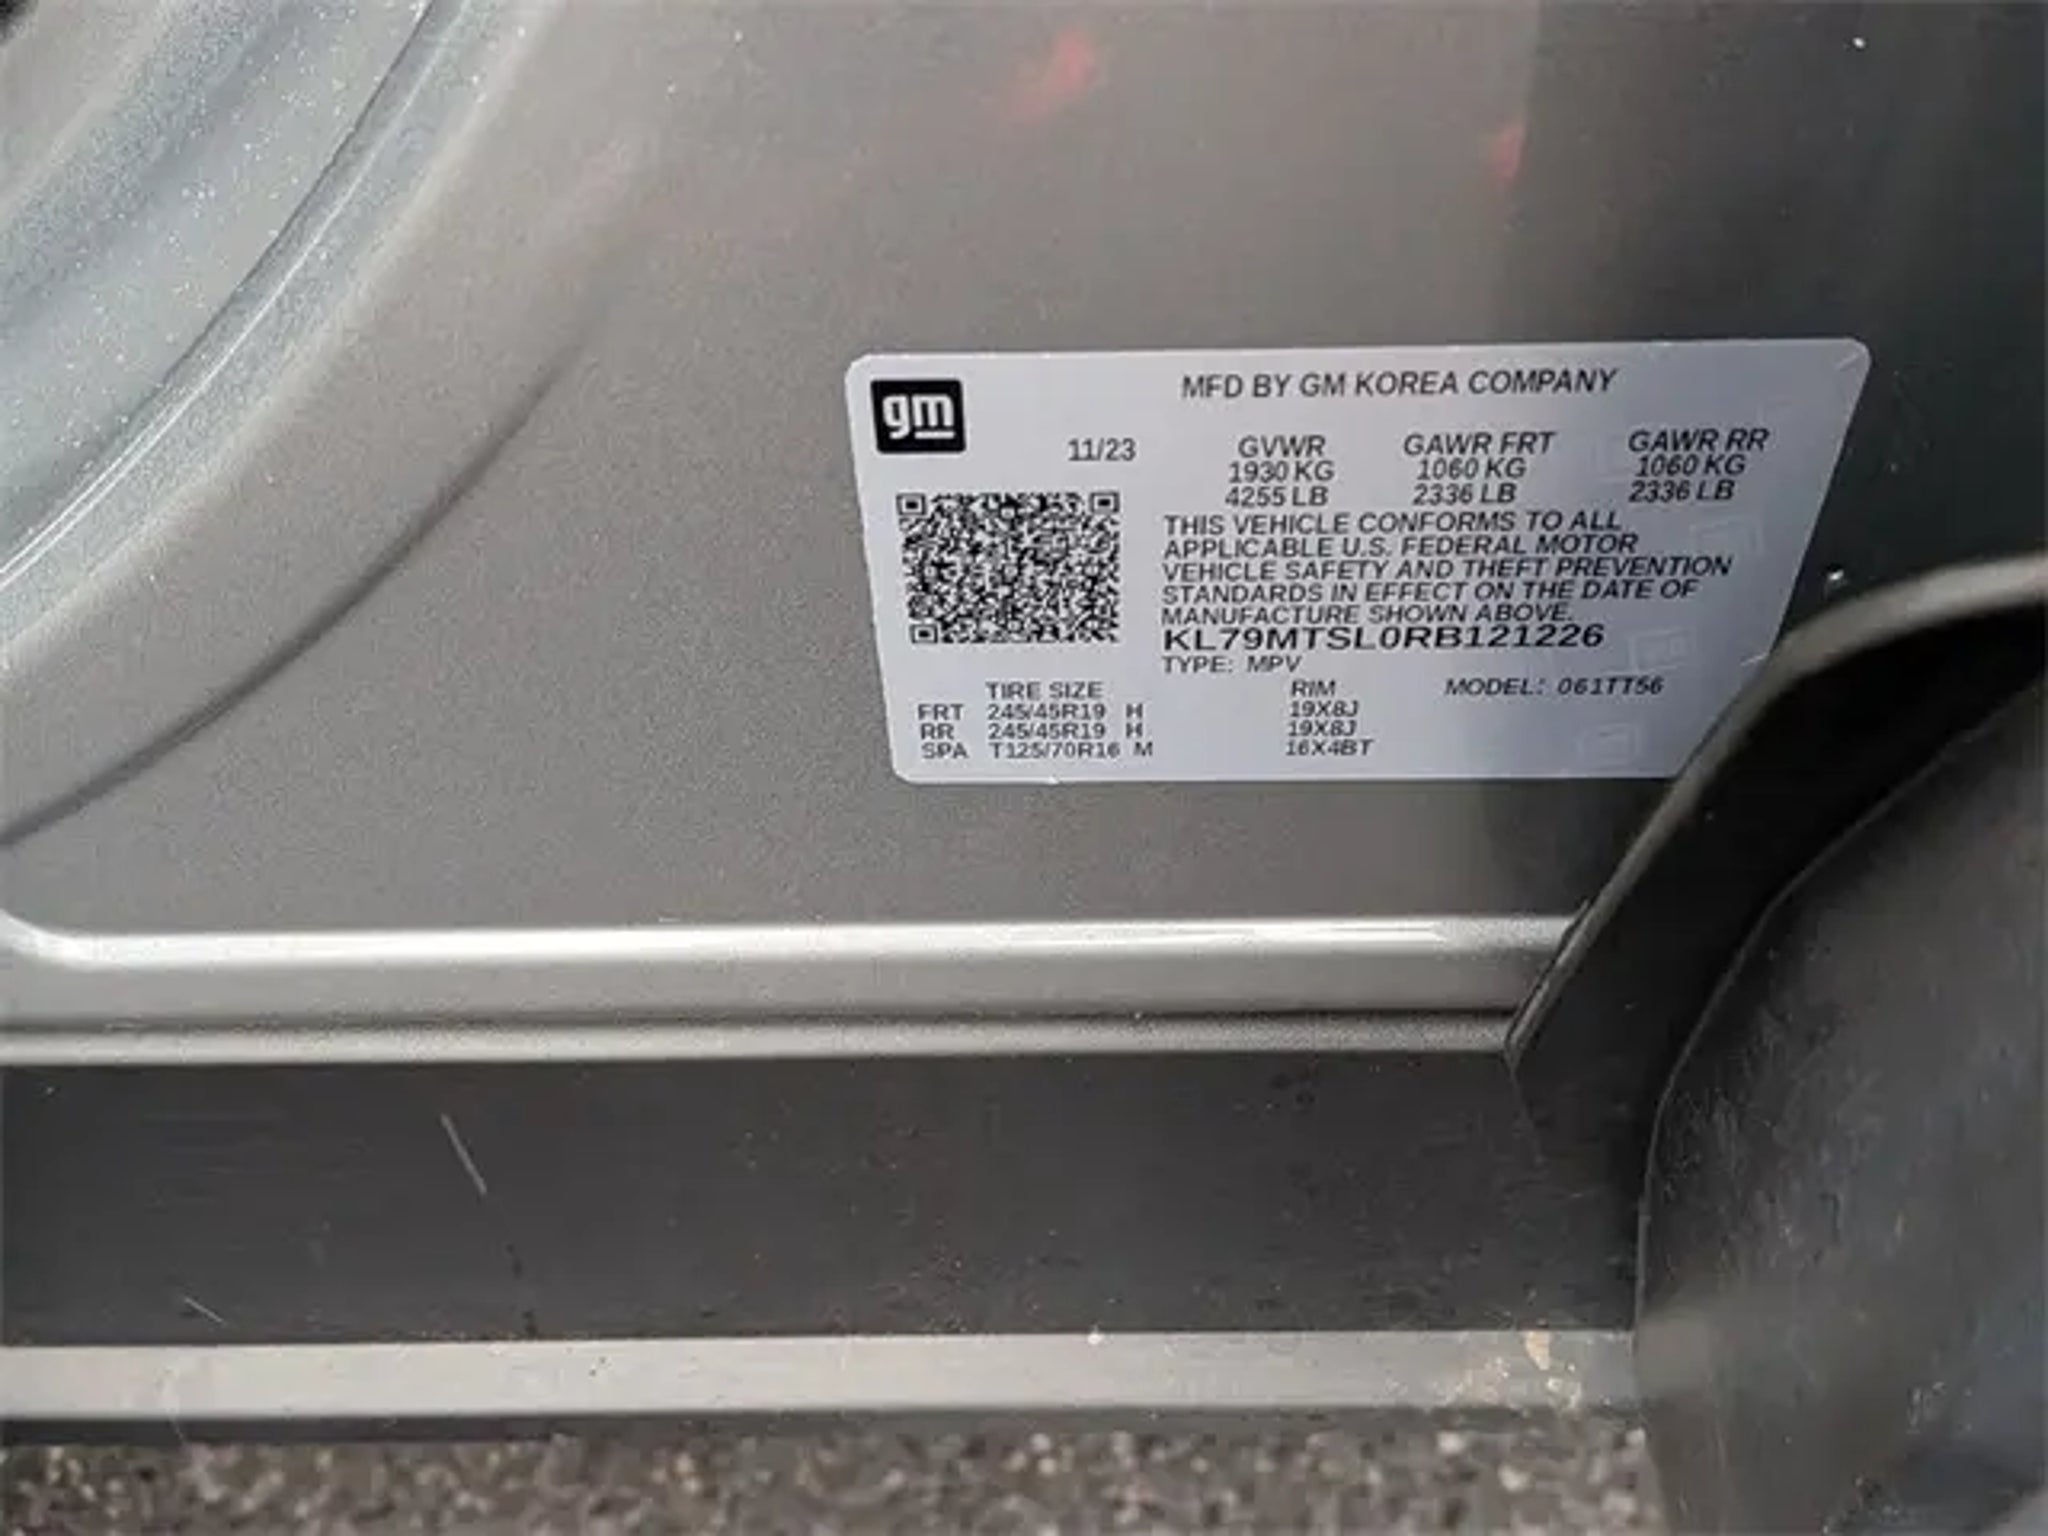 gm
MFD BY GM KOREA COMPANY
11/23 GVWR GAWR FRT GAWR RR
1930 KG 1060 KG 1060 KG
4255 LB 2336 LB 2336 LB
THIS VEHICLE CONFORMS TO ALL
APPLICABLE U.S. FEDERAL MOTOR
VEHICLE SAFETY AND THEFT PREVENTION
STANDARDS IN EFFECT ON THE DATE OF
MANUFACTURE SHOWN ABOVE.
KL79MTSL0RB121226
TYPE: MPV
TIRE SIZE RIM MODEL: 061TT56
FRT 245/45R19 H 19X8J
RR 245/45R19 H 19X8J
SPA T125/70R16 M 16X4BT